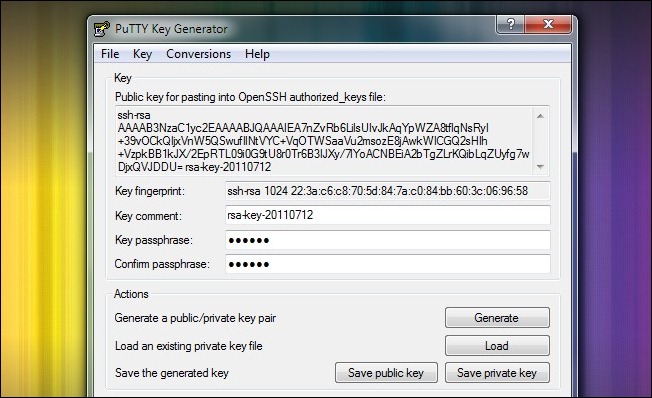 PuTTY Key Generator
File Key Conversions Help
Key
Public key for pasting into OpenSSH authorized_keys file:
ssh-rsa
AAAAB3NzaC1yc2EAAAABJQAAAIEA7nZvRb6LilsUIvJkAqYpWZA8tflqNsRyI
+39vOCkQljxVnW5QSwufIINtVYC+VqOTWSaaVu2msozE8jAwkWICGQ2sHIh
+VzpkBB1kJX/2EpRTL09i0G9tU8r0Tr6B3IJXy/7lYoACNBEiA2bTgZLrKQibLqZUyfg7w
DjxQVJDDU= rsa-key-20110712
Key fingerprint: ssh-rsa 1024 22:3a:c6:c8:70:5d:84:7a:c0:84:bb:60:3c:06:96:58
Key comment: rsa-key-20110712
Key passphrase: ●●●●●●
Confirm passphrase: ●●●●●●
Actions
Generate a public/private key pair Generate
Load an existing private key file Load
Save the generated key Save public key Save private key